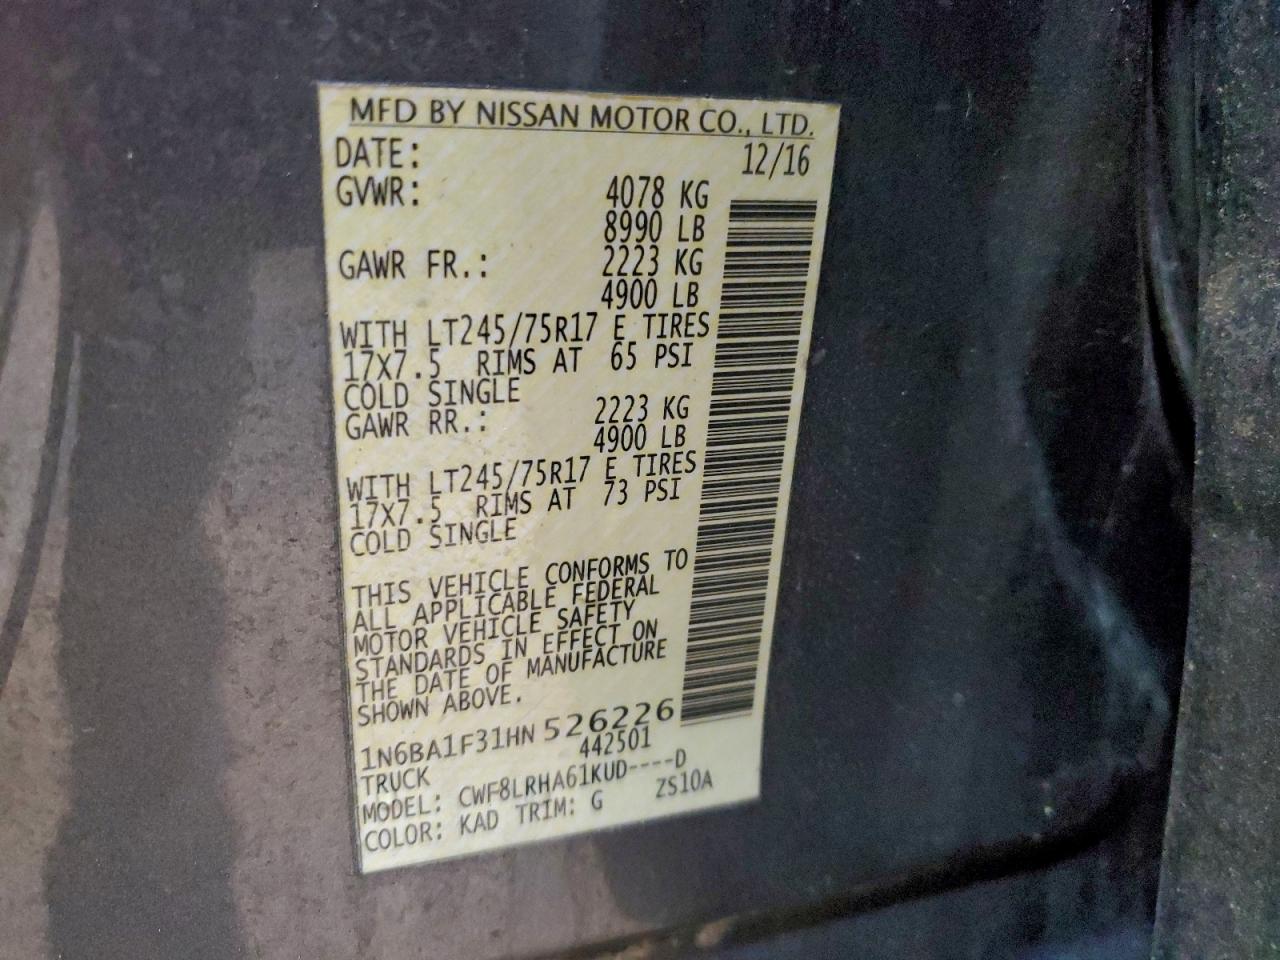 MFD BY NISSAN MOTOR CO., LTD.
DATE: 12/16
GVWR: 4078 KG
8990 LB
GAWR FR.: 2223 KG
4900 LB
WITH LT245/75R17 E TIRES
17X7.5 RIMS AT 65 PSI
COLD SINGLE
GAWR RR.: 2223 KG
4900 LB
WITH LT245/75R17 E TIRES
17X7.5 RIMS AT 73 PSI
COLD SINGLE
THIS VEHICLE CONFORMS TO
ALL APPLICABLE FEDERAL
MOTOR VEHICLE SAFETY
STANDARDS IN EFFECT ON
THE DATE OF MANUFACTURE
SHOWN ABOVE.
1N6BA1F31HN 526226
TRUCK 442501
MODEL: CWF8LRHA61KUD----D
COLOR: KAD TRIM: G ZS10A